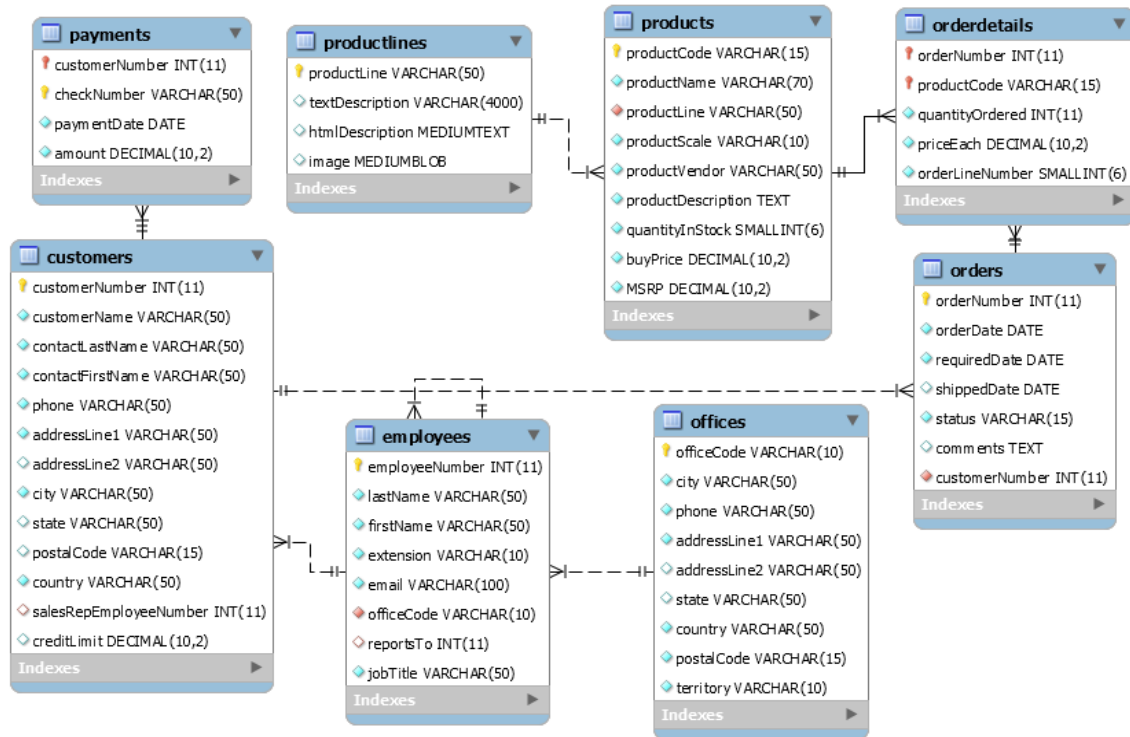 payments
customerNumber INT(11)
checkNumber VARCHAR(50)
paymentDate DATE
amount DECIMAL(10,2)
Indexes
productlines
productLine VARCHAR(50)
textDescription VARCHAR(4000)
htmlDescription MEDIUMTEXT
image MEDIUMBLOB
Indexes
products
productCode VARCHAR(15)
productName VARCHAR(70)
productLine VARCHAR(50)
productScale VARCHAR(10)
productVendor VARCHAR(50)
productDescription TEXT
quantityInStock SMALLINT(6)
buyPrice DECIMAL(10,2)
MSRP DECIMAL(10,2)
Indexes
orderdetails
orderNumber INT(11)
productCode VARCHAR(15)
quantityOrdered INT(11)
priceEach DECIMAL(10,2)
orderLineNumber SMALLINT(6)
Indexes
customers
customerNumber INT(11)
customerName VARCHAR(50)
contactLastName VARCHAR(50)
contactFirstName VARCHAR(50)
phone VARCHAR(50)
addressLine1 VARCHAR(50)
addressLine2 VARCHAR(50)
city VARCHAR(50)
state VARCHAR(50)
postalCode VARCHAR(15)
country VARCHAR(50)
salesRepEmployeeNumber INT(11)
creditLimit DECIMAL(10,2)
Indexes
employees
employeeNumber INT(11)
lastName VARCHAR(50)
firstName VARCHAR(50)
extension VARCHAR(10)
email VARCHAR(100)
officeCode VARCHAR(10)
reportsTo INT(11)
jobTitle VARCHAR(50)
Indexes
offices
officeCode VARCHAR(10)
city VARCHAR(50)
phone VARCHAR(50)
addressLine1 VARCHAR(50)
addressLine2 VARCHAR(50)
state VARCHAR(50)
country VARCHAR(50)
postalCode VARCHAR(15)
territory VARCHAR(10)
Indexes
orders
orderNumber INT(11)
orderDate DATE
requiredDate DATE
shippedDate DATE
status VARCHAR(15)
comments TEXT
customerNumber INT(11)
Indexes